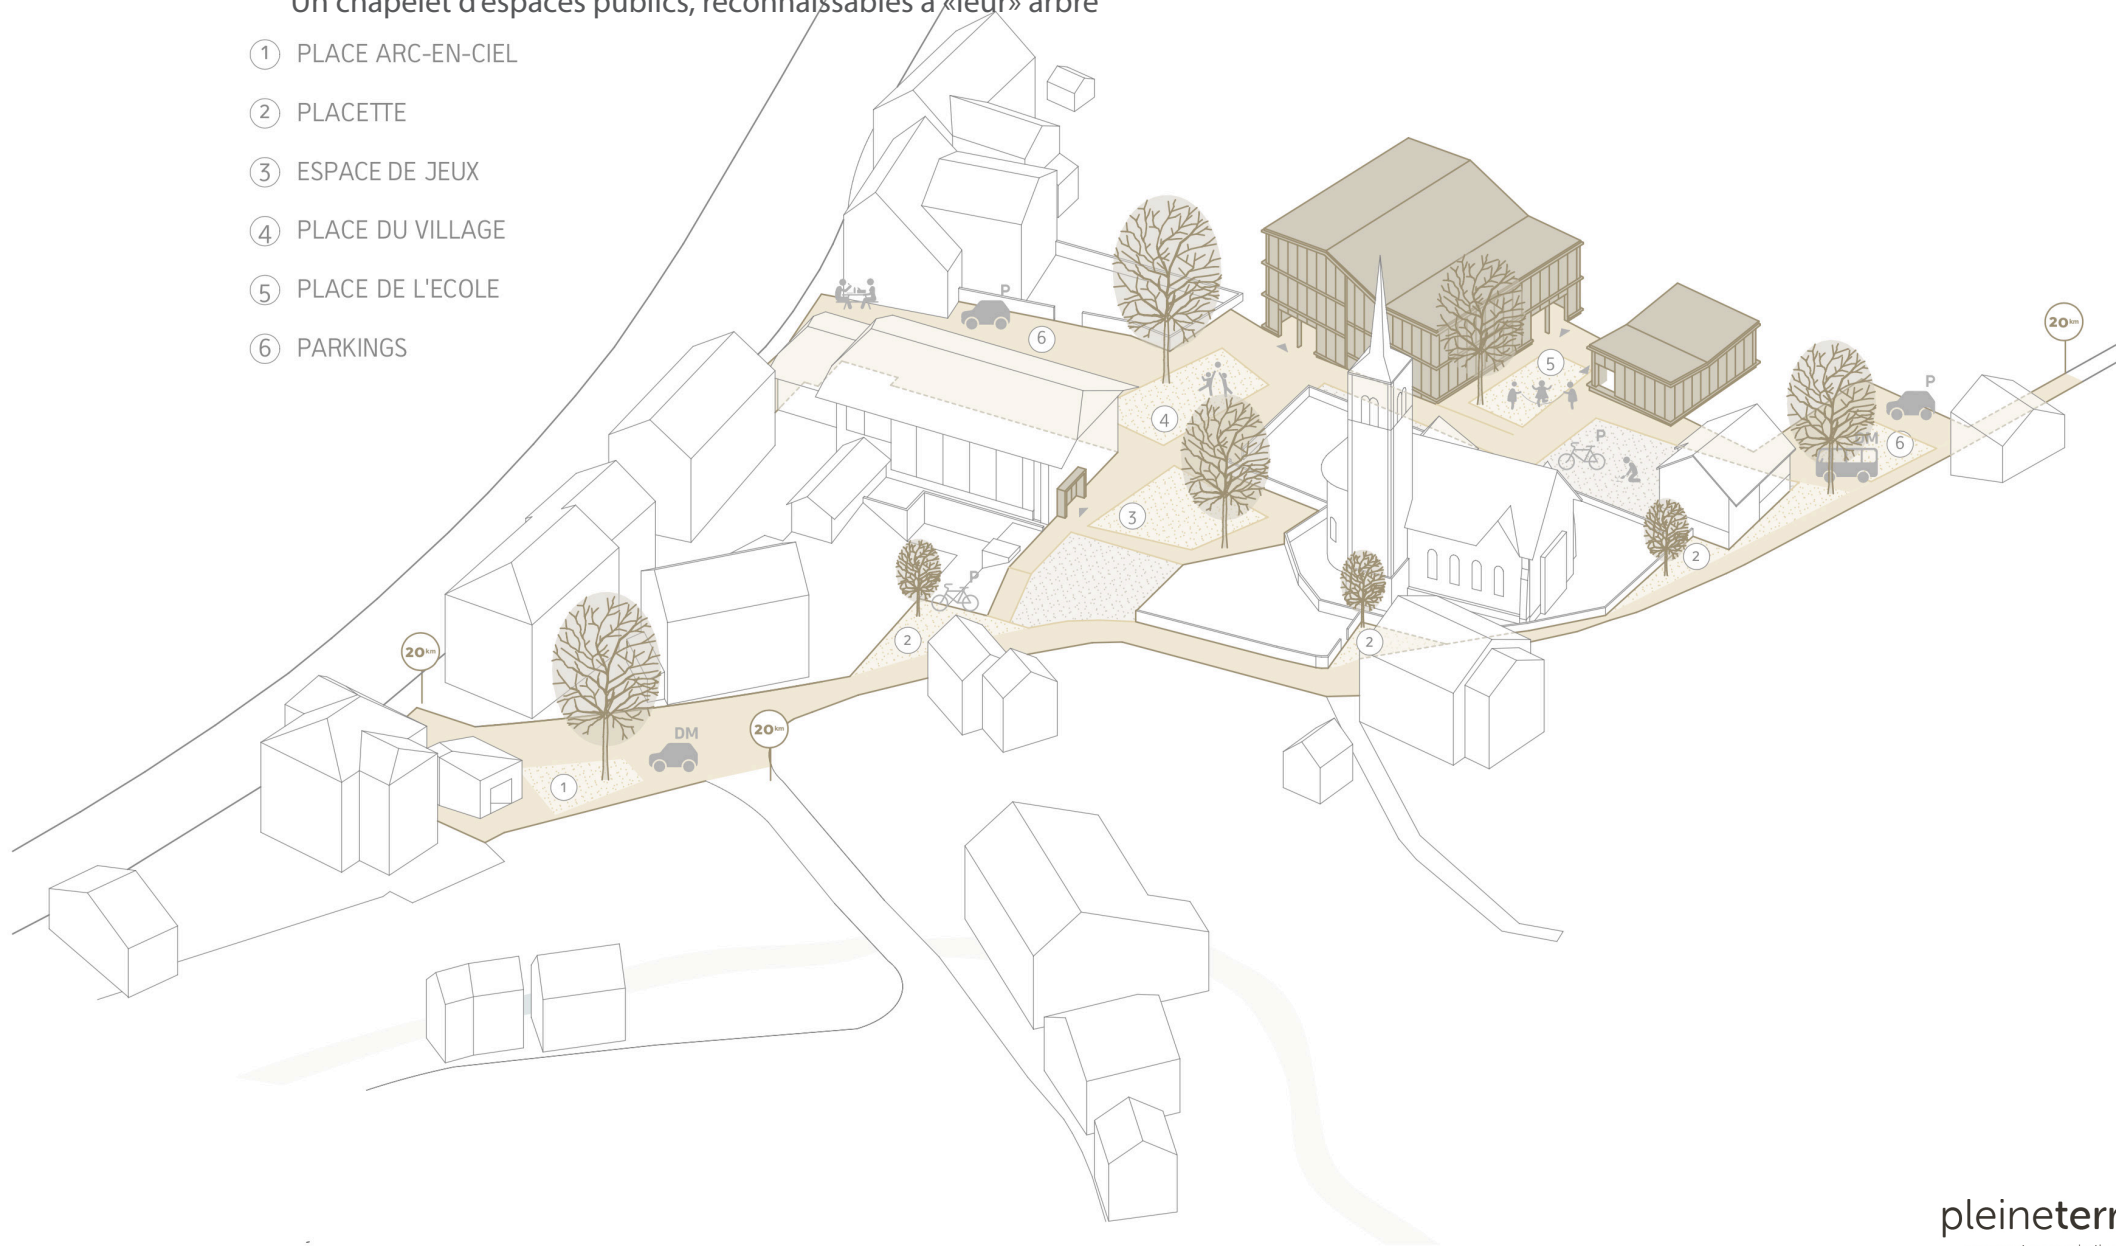 Un chapelet d'espaces publics, reconnaissables à «leur» arbre
1 PLACE ARC-EN-CIEL
2 PLACETTE
3 ESPACE DE JEUX
4 PLACE DU VILLAGE
5 PLACE DE L'ECOLE
6 PARKINGS
P
6
20km
5
P
4
P
DM
6
3
2
P
2
20km
2
20km
DM
1
pleineterr